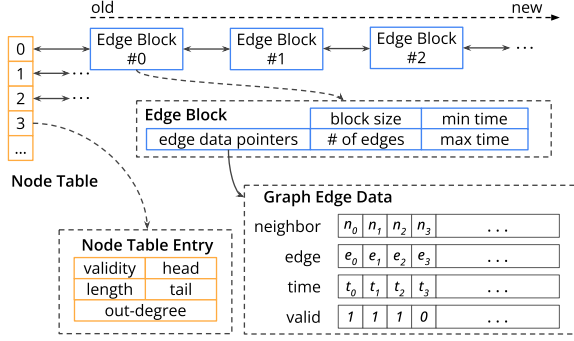 old new
0
1
2
3
...
Edge Block
#0
Edge Block
#1
Edge Block
#2
...
...
...
Node Table
Edge Block
block size min time
edge data pointers # of edges max time
Node Table Entry
validity head
length tail
out-degree
Graph Edge Data
neighbor n0 n1 n2 n3 ...
edge e0 e1 e2 e3 ...
time t0 t1 t2 t3 ...
valid 1 1 1 0 ...